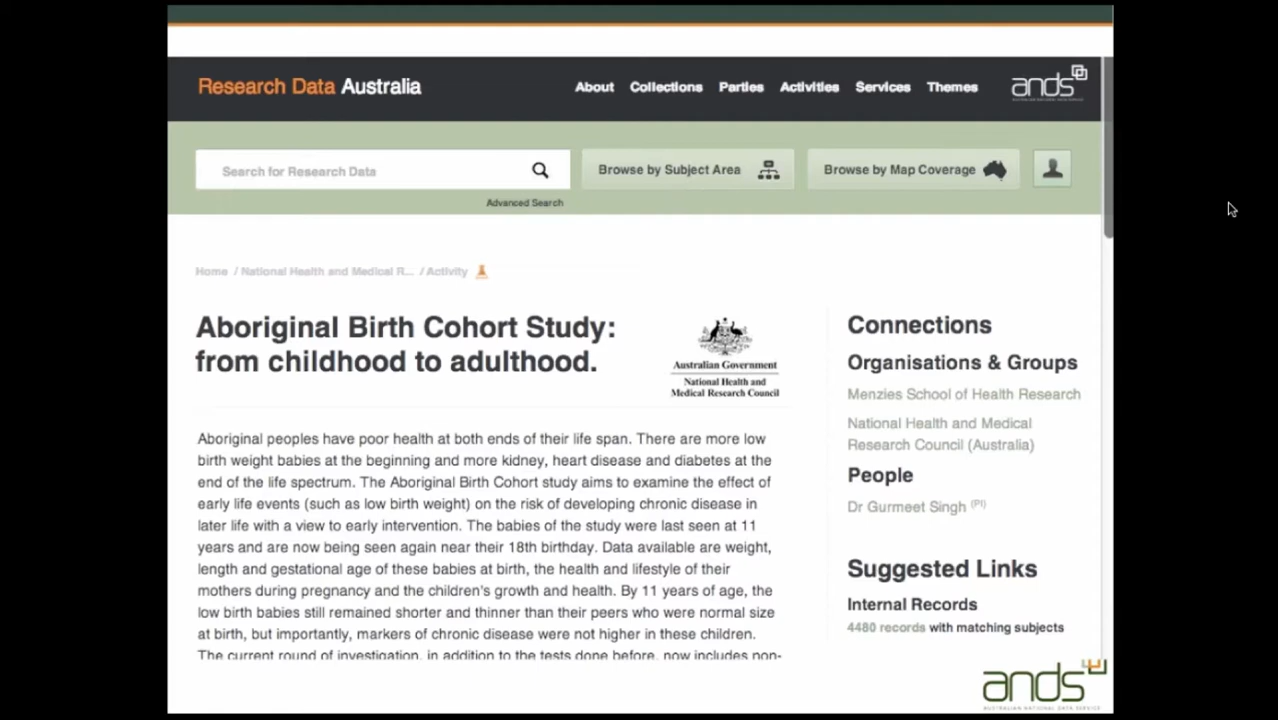 Research Data Australia
About Collections Parties Activities Services Themes
ands
AUSTRALIAN NATIONAL DATA SERVICE
Search for Research Data
Browse by Subject Area
Browse by Map Coverage
Advanced Search
Home / National Health and Medical R... / Activity
Aboriginal Birth Cohort Study:
from childhood to adulthood.
Australian Government
National Health and
Medical Research Council
Aboriginal peoples have poor health at both ends of their life span. There are more low
birth weight babies at the beginning and more kidney, heart disease and diabetes at the
end of the life spectrum. The Aboriginal Birth Cohort study aims to examine the effect of
early life events (such as low birth weight) on the risk of developing chronic disease in
later life with a view to early intervention. The babies of the study were last seen at 11
years and are now being seen again near their 18th birthday. Data available are weight,
length and gestational age of these babies at birth, the health and lifestyle of their
mothers during pregnancy and the children's growth and health. By 11 years of age, the
low birth babies still remained shorter and thinner than their peers who were normal size
at birth, but importantly, markers of chronic disease were not higher in these children.
The current round of investigation, in addition to the tests done before, now includes non-
Connections
Organisations & Groups
Menzies School of Health Research
National Health and Medical
Research Council (Australia)
People
Dr Gurmeet Singh (PI)
Suggested Links
Internal Records
4480 records with matching subjects
ands
AUSTRALIAN NATIONAL DATA SERVICE